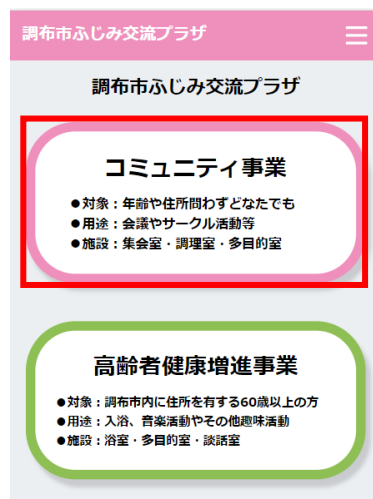 調布市ふじみ交流プラザ
調布市ふじみ交流プラザ
コミュニティ事業
●対象：年齢や住所問わずどなたでも
●用途：会議やサークル活動等
●施設：集会室・調理室・多目的室
高齢者健康増進事業
●対象：調布市内に住所を有する60歳以上の方
●用途：入浴、音楽活動やその他趣味活動
●施設：浴室・多目的室・談話室